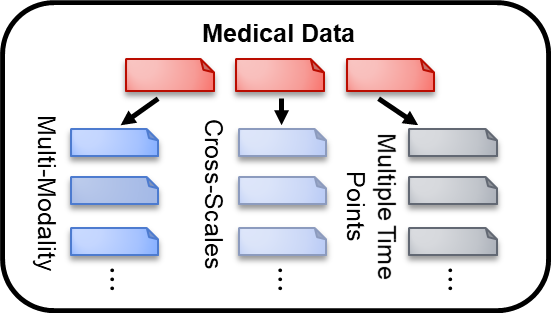 Medical Data
Multi-Modality
Cross-Scales
Multiple Time
Points
...
...
...